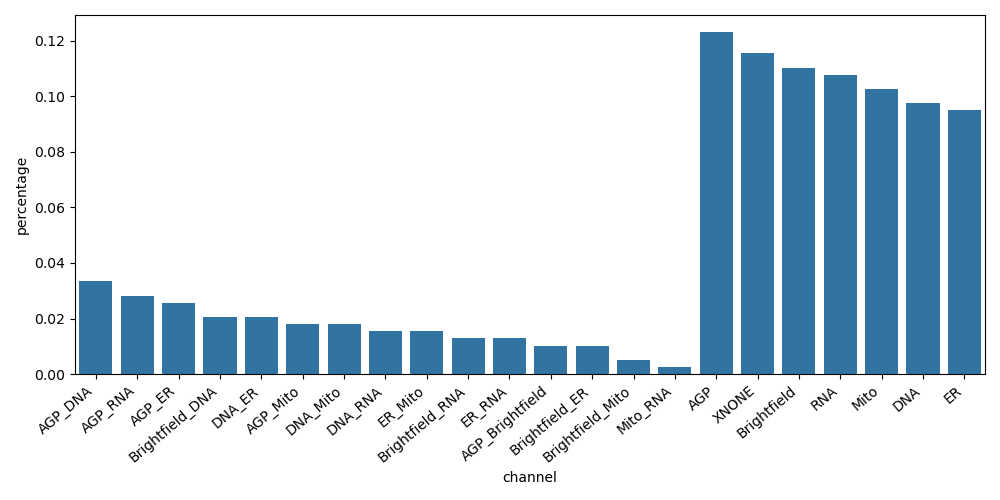 percentage
0.12
0.10
0.08
0.06
0.04
0.02
0.00
AGP_DNA
AGP_RNA
AGP_ER
Brightfield_DNA
DNA_ER
AGP_Mito
DNA_Mito
DNA_RNA
ER_Mito
Brightfield_RNA
ER_RNA
AGP_Brightfield
Brightfield_ER
Brightfield_Mito
Mito_RNA
AGP
XNONE
Brightfield
RNA
Mito
DNA
ER
channel